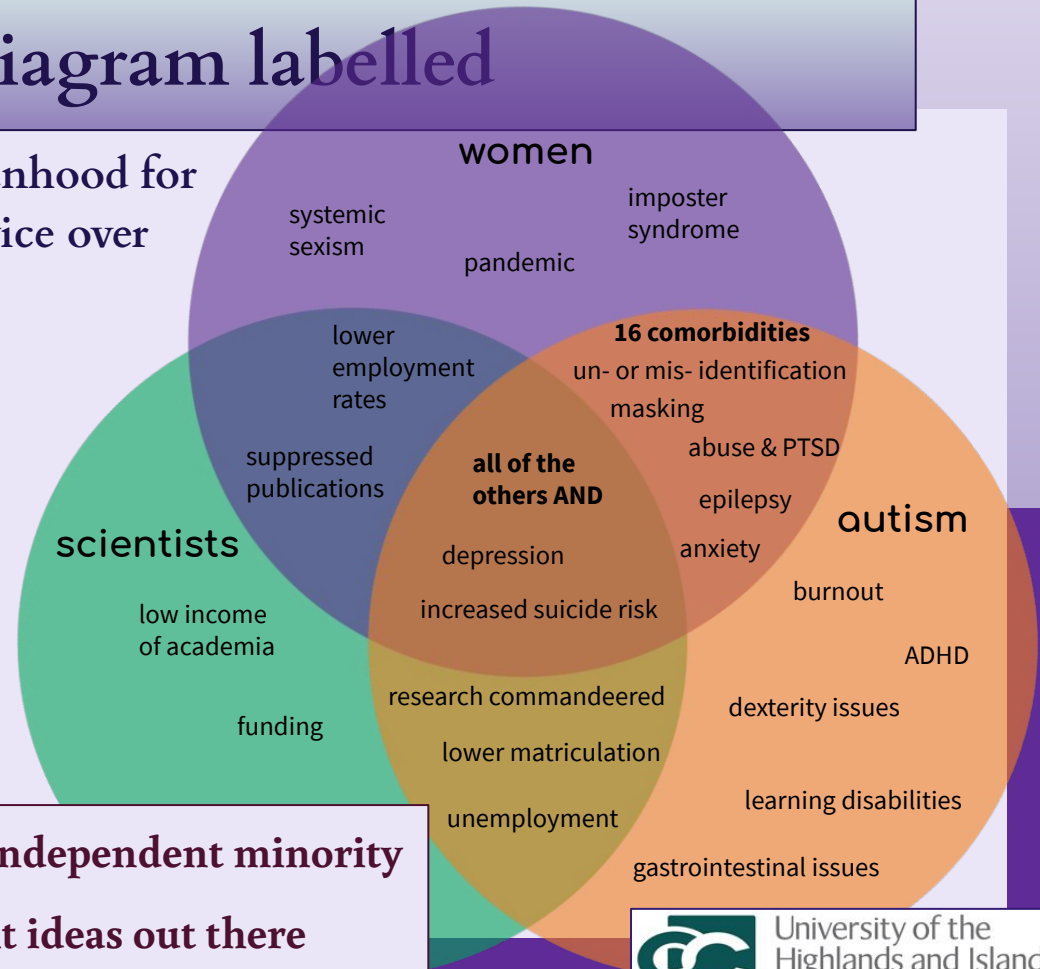 iagram labelled
nhood for
ice over
women
systemic
sexism
imposter
syndrome
pandemic
lower
employment
rates
16 comorbidities
un- or mis- identification
masking
suppressed
publications
all of the
others AND
abuse & PTSD
epilepsy
anxiety
scientists
autism
depression
increased suicide risk
burnout
low income
of academia
ADHD
research commandeered
dexterity issues
funding
lower matriculation
learning disabilities
unemployment
gastrointestinal issues
ndependent minority
t ideas out there
University of the
Highlands and Island